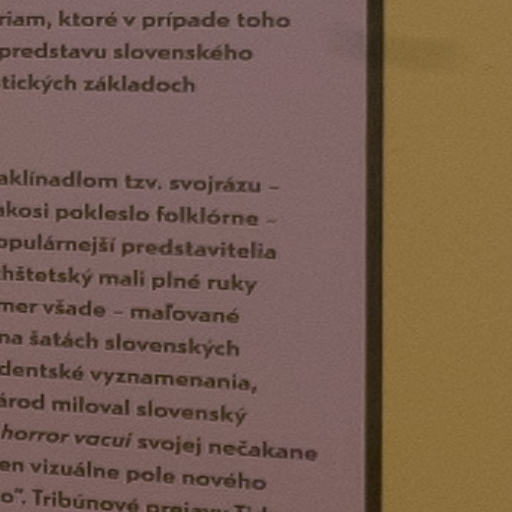 riam, ktoré v prípade toho
predstavu slovenského
tických základoch
aklínadlom tzv. svojrázu –
akosi pokleslo folklórne –
opulárnejší predstavitelia
hštetský mali plné ruky
mer všade – maľované
na šatách slovenských
dentské vyznamenania,
árod miloval slovenský
horror vacui svojej nečakane
en vizuálne pole nového
o“. Tribúnové prejavy